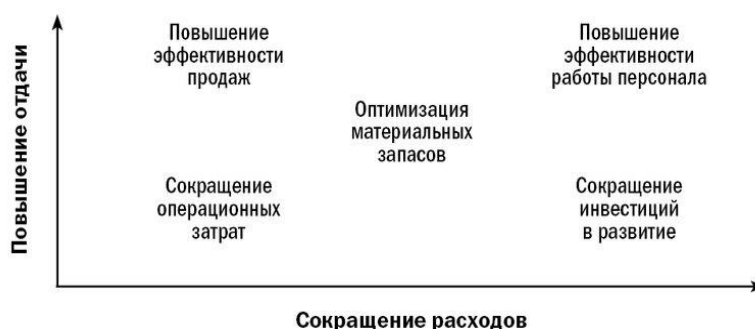 Повышение отдачи
Повышение
эффективности
продаж
Повышение
эффективности
работы персонала
Оптимизация
материальных
запасов
Сокращение
операционных
затрат
Сокращение
инвестиций
в развитие
Сокращение расходов